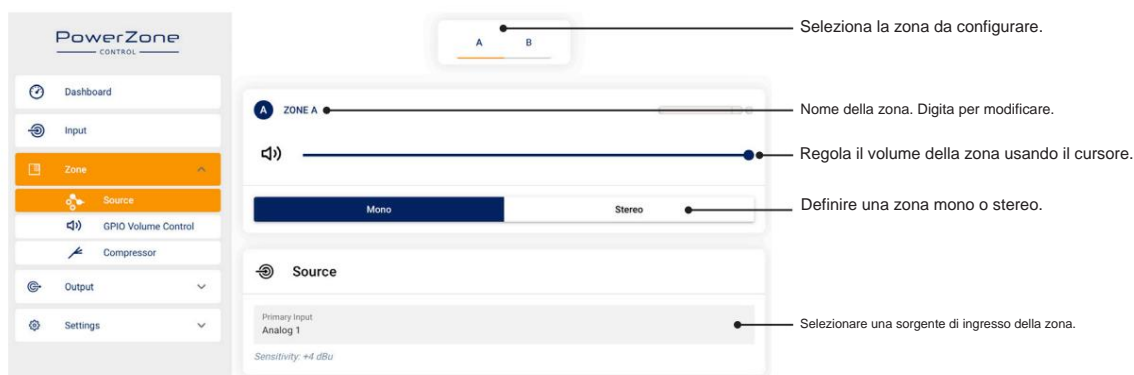 PowerZone
CONTROL
Dashboard
Input
Zone
Source
GPIO Volume Control
Compressor
Output
Settings
A B
A ZONE A
Mono Stereo
Source
Primary Input
Analog 1
Sensitivity: +4 dBu
Seleziona la zona da configurare.
Nome della zona. Digita per modificare.
Regola il volume della zona usando il cursore.
Definire una zona mono o stereo.
Selezionare una sorgente di ingresso della zona.